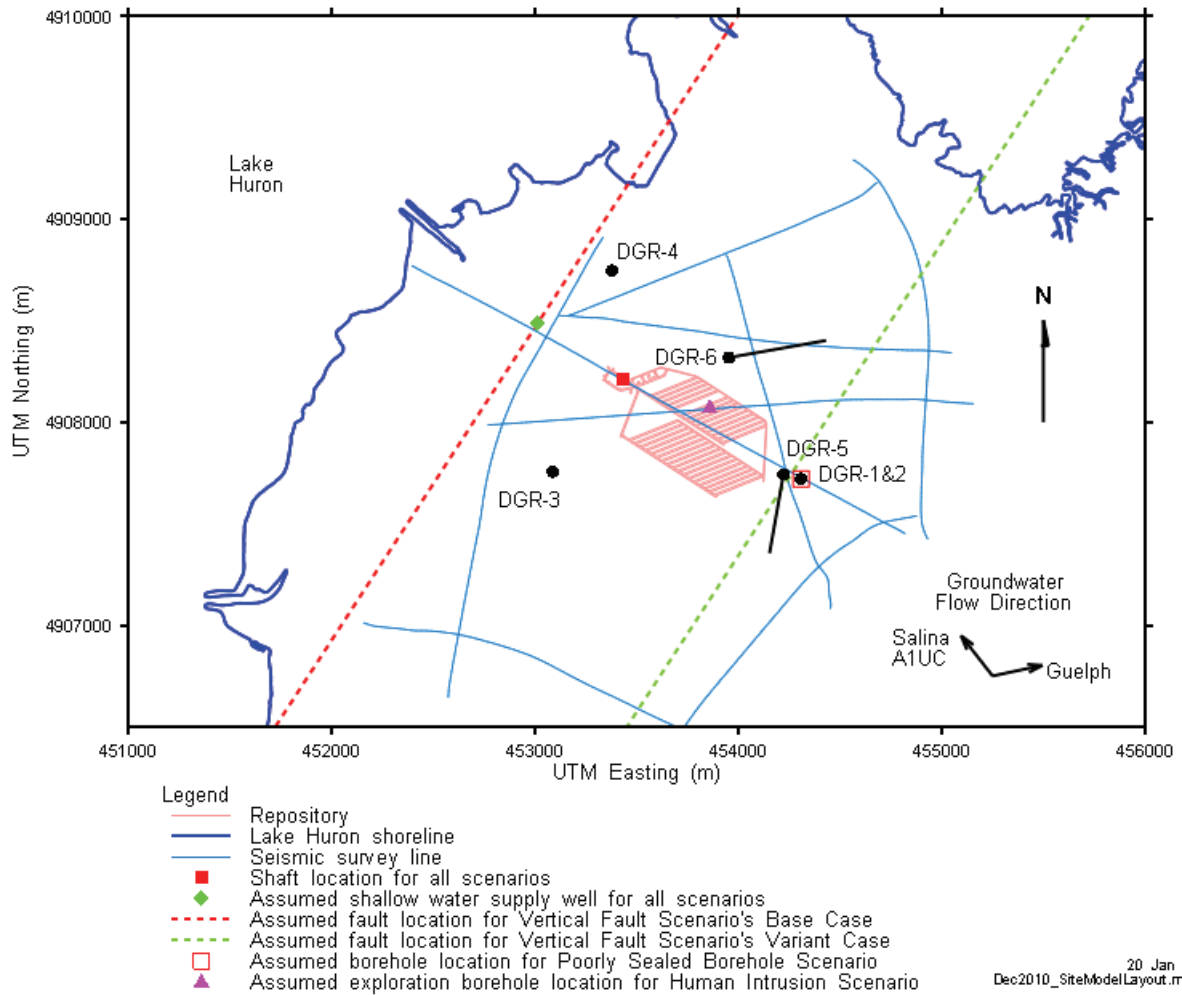 4910000
4909000
4908000
4907000
UTM Northing (m)
Lake
Huron
DGR-4
DGR-6
DGR-5
DGR-1&2
DGR-3
N
Groundwater
Flow Direction
Salina
A1UC
Guelph
451000 452000 453000 454000 455000 456000
UTM Easting (m)
Legend
Repository
Lake Huron shoreline
Seismic survey line
Shaft location for all scenarios
Assumed shallow water supply well for all scenarios
Assumed fault location for Vertical Fault Scenario's Base Case
Assumed fault location for Vertical Fault Scenario's Variant Case
Assumed borehole location for Poorly Sealed Borehole Scenario
Assumed exploration borehole location for Human Intrusion Scenario
20 Jan
Dec2010_SiteModelLayout.m